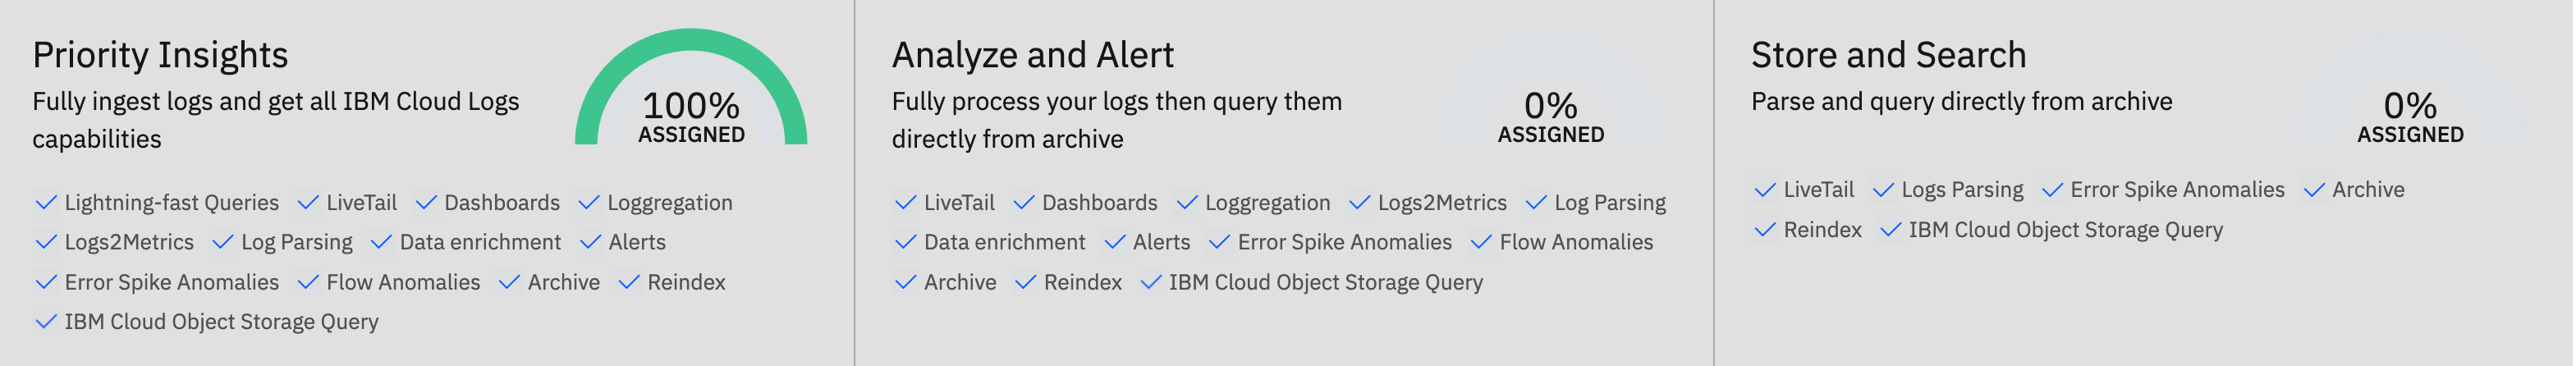 Priority Insights
Fully ingest logs and get all IBM Cloud Logs
capabilities
100%
ASSIGNED
Lightning-fast Queries LiveTail Dashboards Loggregation
Logs2Metrics Log Parsing Data enrichment Alerts
Error Spike Anomalies Flow Anomalies Archive Reindex
IBM Cloud Object Storage Query
Analyze and Alert
Fully process your logs then query them
directly from archive
0%
ASSIGNED
LiveTail Dashboards Loggregation Logs2Metrics Log Parsing
Data enrichment Alerts Error Spike Anomalies Flow Anomalies
Archive Reindex IBM Cloud Object Storage Query
Store and Search
Parse and query directly from archive
0%
ASSIGNED
LiveTail Logs Parsing Error Spike Anomalies Archive
Reindex IBM Cloud Object Storage Query